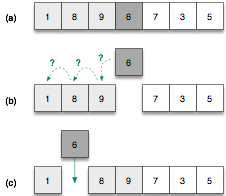 (a) 1 8 9 6 7 3 5
6
? ? ?
(b) 1 8 9 7 3 5
6
(c) 1 8 9 7 3 5